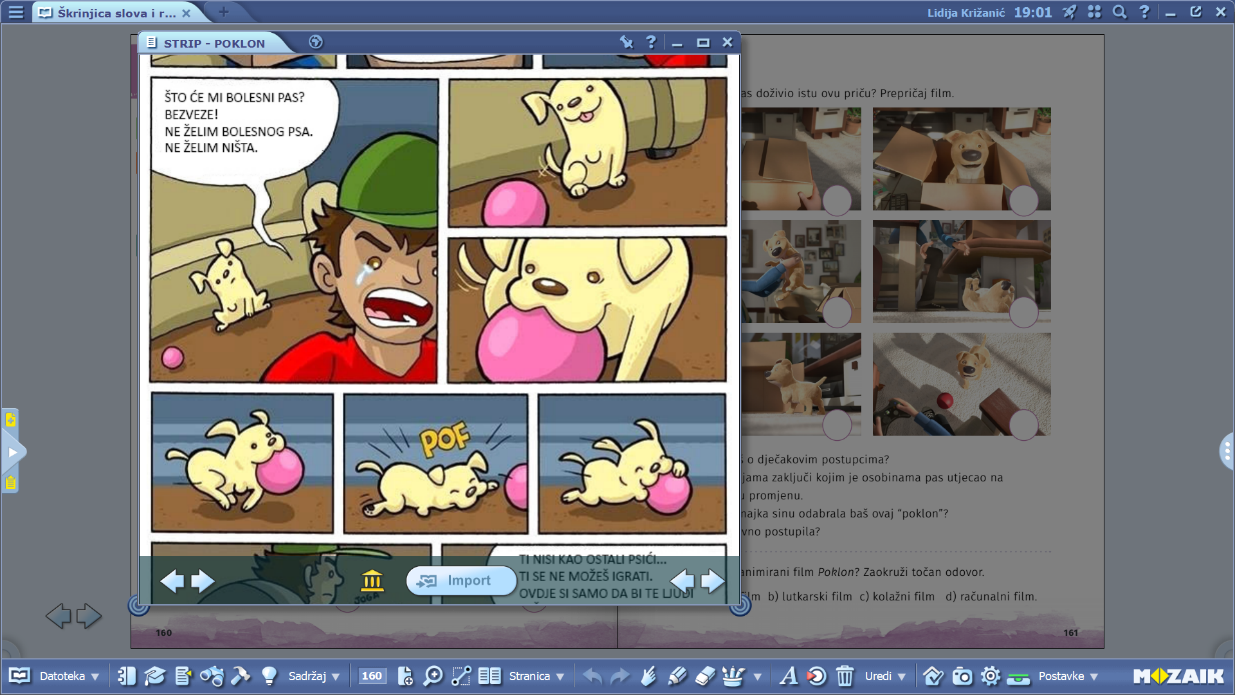 Škrinjica slova i r...
Lidija Križanić 19:01
STRIP - POKLON
ŠTO ĆE MI BOLESNI PAS?
BEZVEZE!
NE ŽELIM BOLESNOG PSA.
NE ŽELIM NIŠTA.
POF
TI NISI KAO OSTALI PSIĆI...
TI SE NE MOŽEŠ IGRATI.
OVDJE SI SAMO DA BI TE LJUDI
Import
as doživio istu ovu priču? Prepričaj film.
o dječakovim postupcima?
jama zaključi kojim je osobinama pas utjecao na
u promjenu.
najka sinu odabrala baš ovaj “poklon”?
vno postupila?
animirani film Poklon? Zaokruži točan odovor.
lm b) lutkarski film c) kolažni film d) računalni film.
160
161
Datoteka
Sadržaj
160
Stranica
Uredi
Postavke
MOZAIK